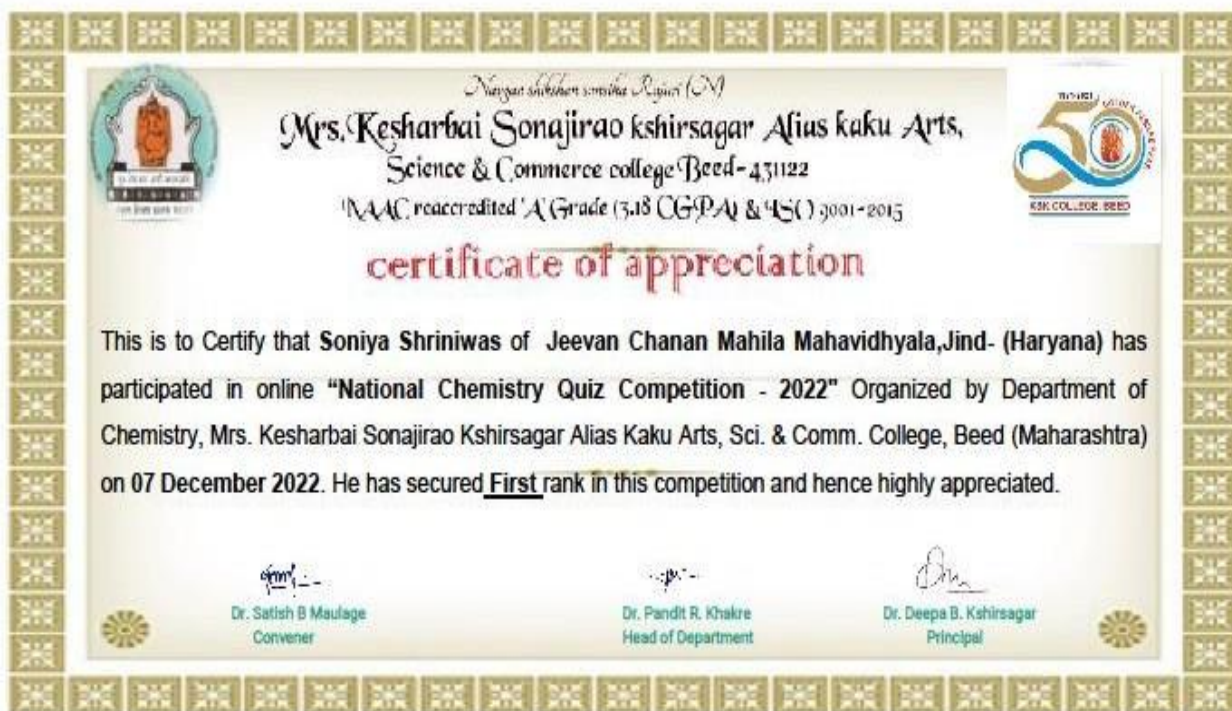 Navgan shikshan sanstha Rajuri (N)
Mrs.Kesharbai Sonajirao kshirsagar Alias kaku Arts,
Science & Commerce college Beed-431122
NAAC reaccredited 'A' Grade (3.18 CGPA) & ISO 9001-2015
KSK COLLEGE, BEED
certificate of appreciation
This is to Certify that Soniya Shriniwas of Jeevan Chanan Mahila Mahavidhyala,Jind- (Haryana) has
participated in online “National Chemistry Quiz Competition - 2022" Organized by Department of
Chemistry, Mrs. Kesharbai Sonajirao Kshirsagar Alias Kaku Arts, Sci. & Comm. College, Beed (Maharashtra)
on 07 December 2022. He has secured First rank in this competition and hence highly appreciated.
Dr. Satish B Maulage
Convener
Dr. Pandit R. Khakre
Head of Department
Dr. Deepa B. Kshirsagar
Principal